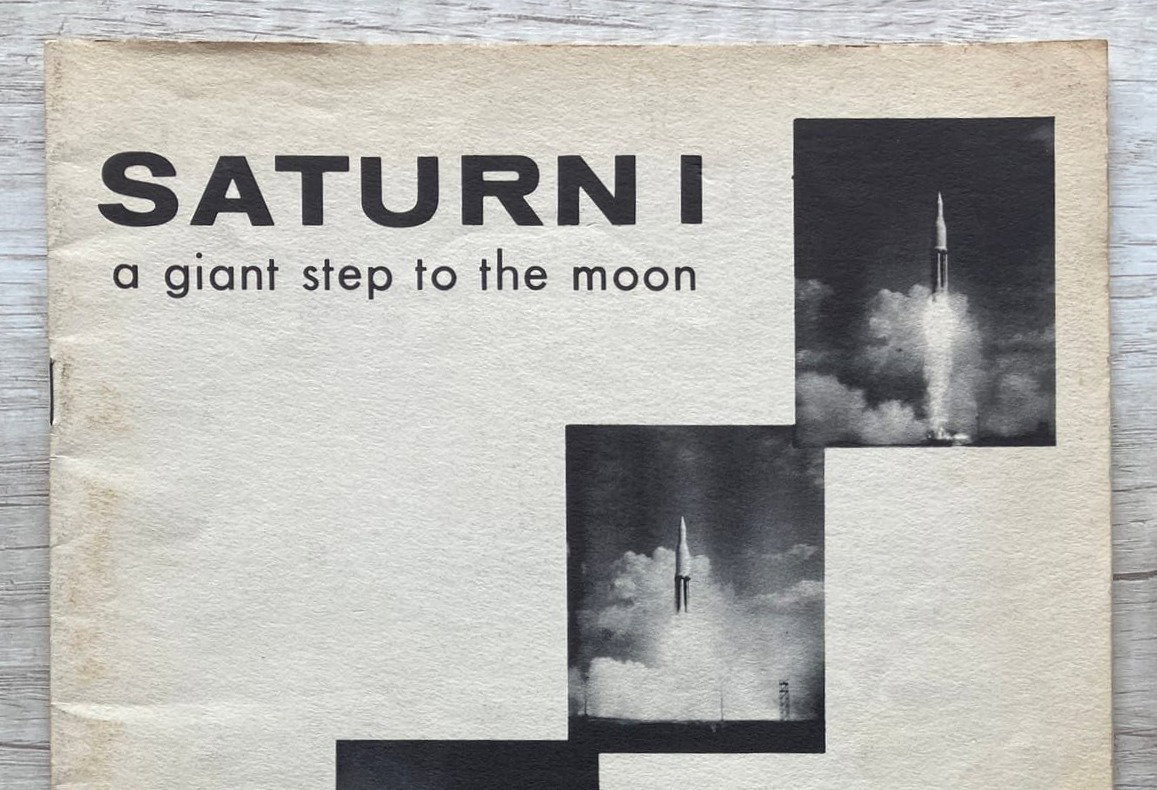 SATURN I
a giant step to the moon